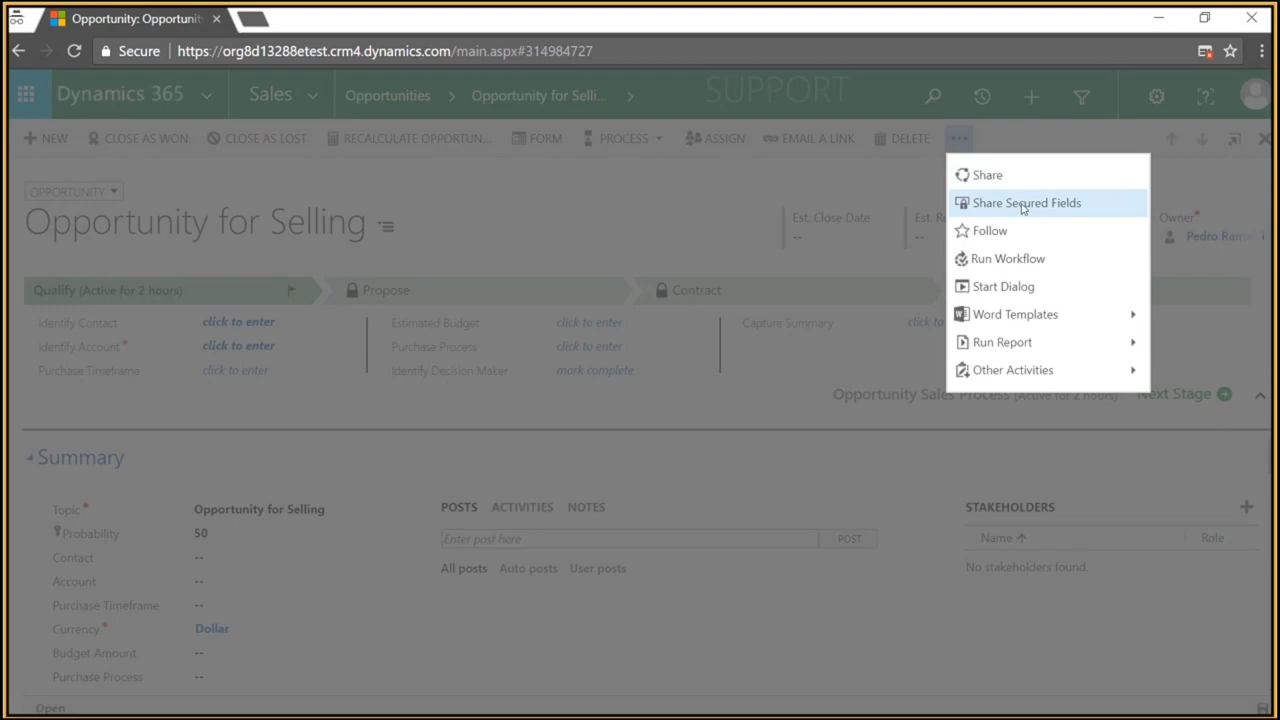 Opportunity: Opportunit
Secure https://org8d13288etest.crm4.dynamics.com/main.aspx#314984727
Dynamics 365 Sales Opportunities Opportunity for Selli... SUPPORT
NEW CLOSE AS WON CLOSE AS LOST RECALCULATE OPPORTUN... FORM PROCESS ASSIGN EMAIL A LINK DELETE ...
Share
Share Secured Fields
Follow
Run Workflow
Start Dialog
Word Templates
Run Report
Other Activities
OPPORTUNITY
Opportunity for Selling
Est. Close Date
--
Est. Re
--
Owner*
Pedro Ram
Qualify (Active for 2 hours) Propose Contract
Identify Contact click to enter Estimated Budget click to enter Capture Summary click to
Identify Account* click to enter Purchase Process click to enter
Purchase Timeframe click to enter Identify Decision Maker mark complete
Opportunity Sales Process (Active for 2 hours) Next Stage
Summary
Topic* Opportunity for Selling
Probability 50
Contact --
Account --
Purchase Timeframe --
Currency* Dollar
Budget Amount --
Purchase Process --
POSTS ACTIVITIES NOTES
Enter post here POST
All posts Auto posts User posts
STAKEHOLDERS
Name Role
No stakeholders found.
Open